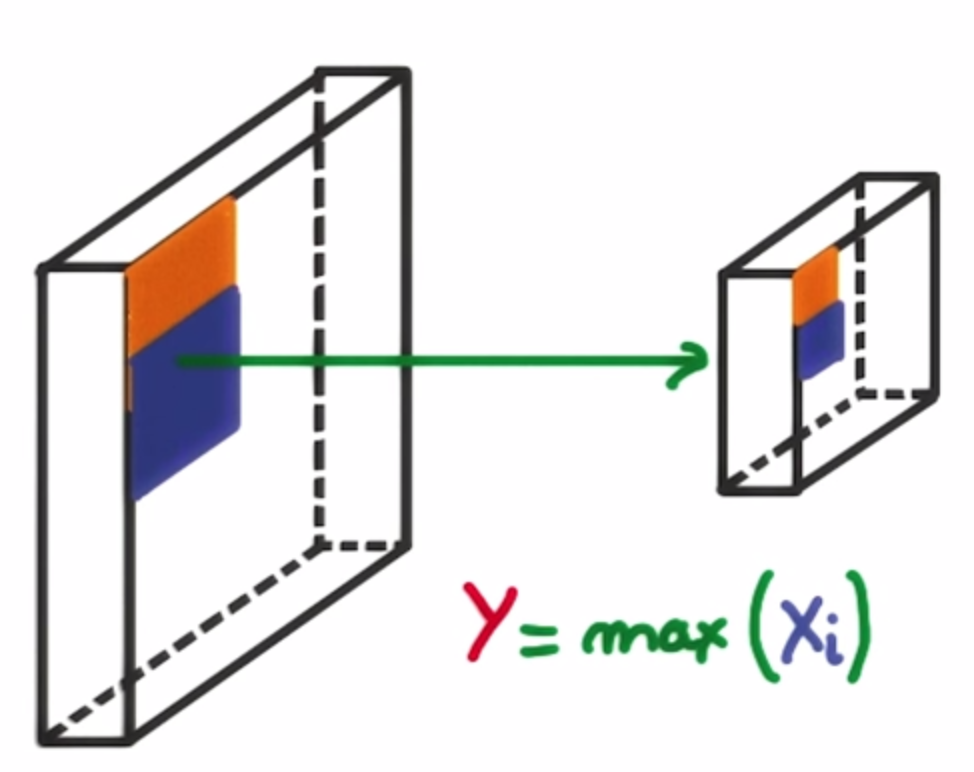 Y = max (Xi)